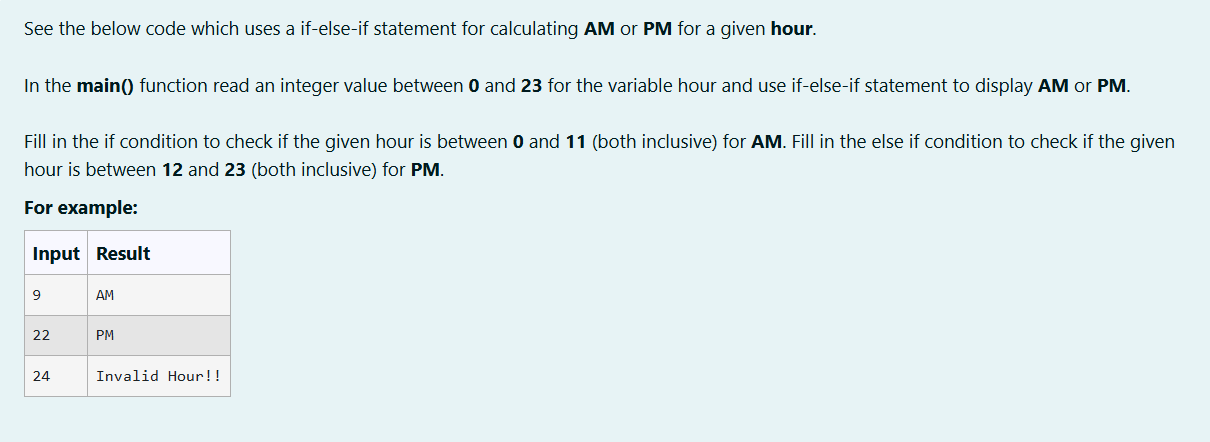 See the below code which uses a if-else-if statement for calculating AM or PM for a given hour.
In the main() function read an integer value between 0 and 23 for the variable hour and use if-else-if statement to display AM or PM.
Fill in the if condition to check if the given hour is between 0 and 11 (both inclusive) for AM. Fill in the else if condition to check if the given
hour is between 12 and 23 (both inclusive) for PM.
For example:
Input Result
9 AM
22 PM
24 Invalid Hour!!